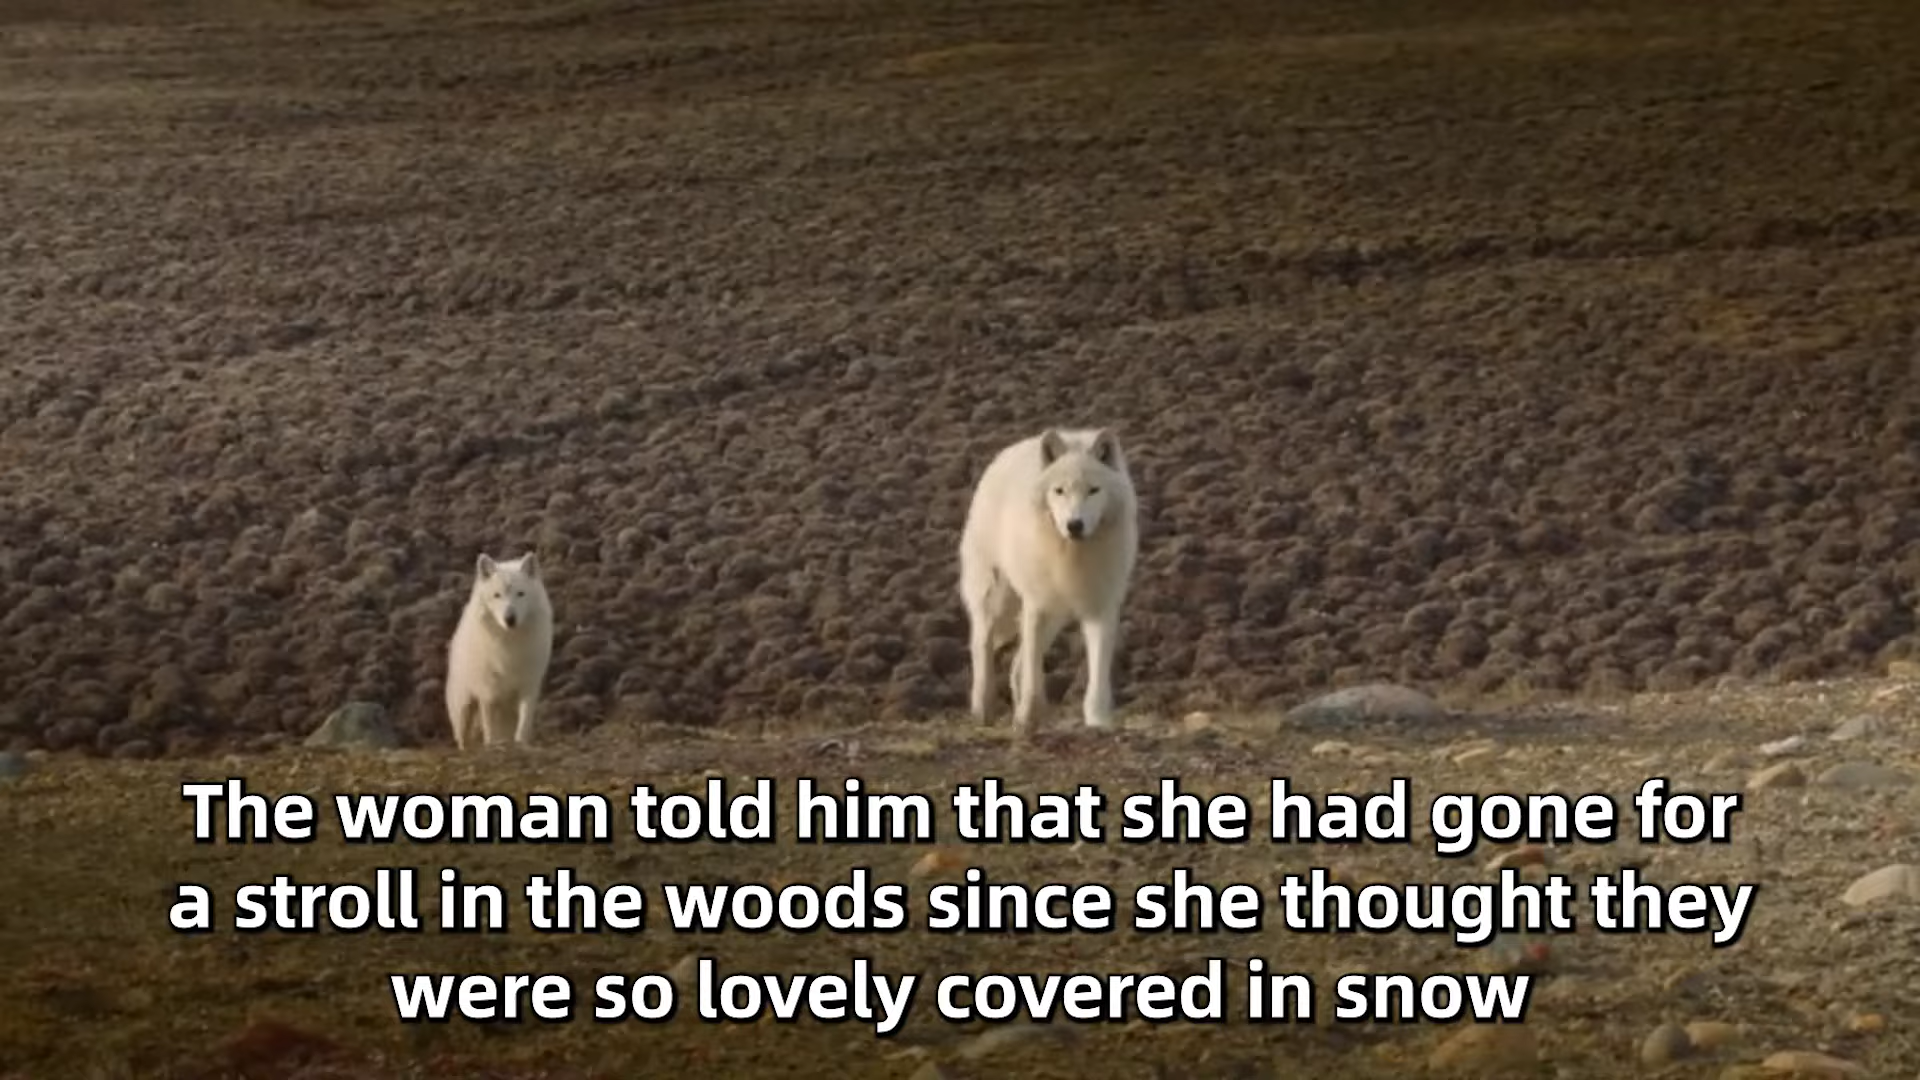 The woman told him that she had gone for
a stroll in the woods since she thought they
were so lovely covered in snow